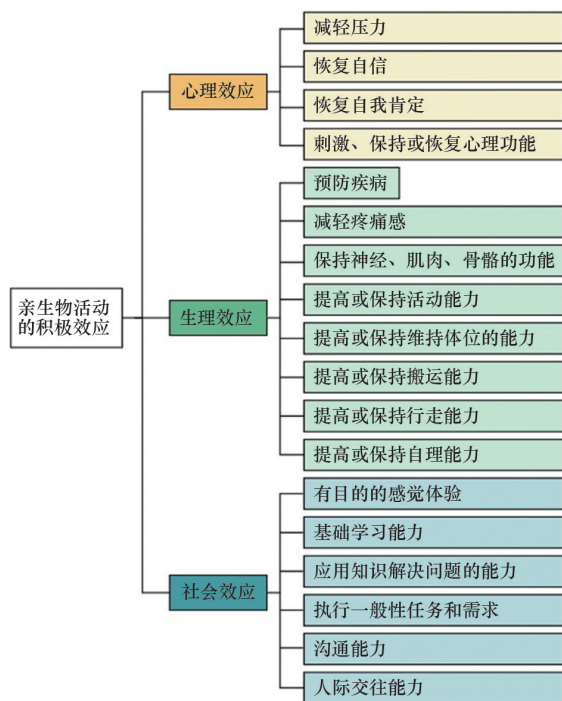 减轻压力
恢复自信
心理效应
恢复自我肯定
刺激、保持或恢复心理功能
预防疾病
减轻疼痛感
保持神经、肌肉、骨骼的功能
亲生物活动
的积极效应
生理效应
提高或保持活动能力
提高或保持维持体位的能力
提高或保持搬运能力
提高或保持行走能力
提高或保持自理能力
有目的的感觉体验
基础学习能力
应用知识解决问题的能力
社会效应
执行一般性任务和需求
沟通能力
人际交往能力